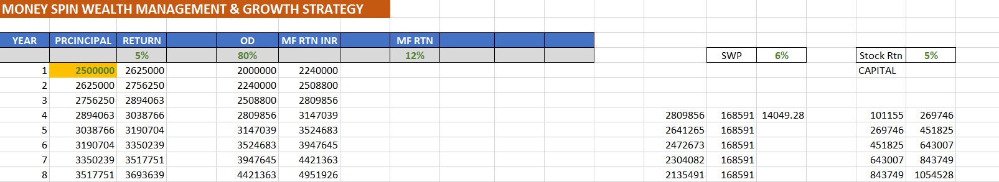 MONEY SPIN WEALTH MANAGEMENT & GROWTH STRATEGY
YEAR PRCINCIPAL RETURN OD MF RTN INR MF RTN
5% 80% 12% SWP 6% Stock Rtn 5%
1 2500000 2625000 2000000 2240000 CAPITAL
2 2625000 2756250 2240000 2508800
3 2756250 2894063 2508800 2809856
4 2894063 3038766 2809856 3147039 2809856 168591 14049.28 101155 269746
5 3038766 3190704 3147039 3524683 2641265 168591 269746 451825
6 3190704 3350239 3524683 3947645 2472673 168591 451825 643007
7 3350239 3517751 3947645 4421363 2304082 168591 643007 843749
8 3517751 3693639 4421363 4951926 2135491 168591 843749 1054528